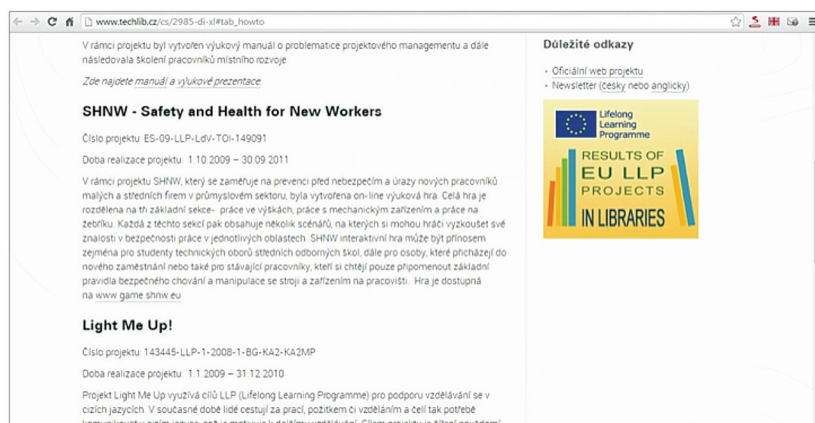 www.techlib.cz/cs/2985-di-xl#tab_howto
V rámci projektu byl vytvořen výukový manuál o problematice projektového managementu a dále
následovala školení pracovníků místního rozvoje
Zde najdete manuál a výukové prezentace.
SHNW - Safety and Health for New Workers
Číslo projektu: ES-09-LLP-LdV-TOI-149091
Doba realizace projektu: 1.10 2009 – 30.09 2011
V rámci projektu SHNW, který se zaměřuje na prevenci před nebezpečím a úrazy nových pracovníků
malých a středních firem v průmyslovém sektoru, byla vytvořena on-line výuková hra. Celá hra je
rozdělena na tři základní sekce- práce ve výškách, práce s mechanickým zařízením a práce na
žebříku. Každá z těchto sekcí pak obsahuje několik scénářů, na kterých si mohou hráči vyzkoušet své
znalosti v bezpečnosti práce v jednotlivých oblastech. SHNW interaktivní hra může být přínosem
zejména pro studenty technických oborů středních odborných škol, dále pro osoby, které přicházejí do
nového zaměstnání nebo také pro stávající pracovníky, kteří si chtějí pouze připomenout základní
pravidla bezpečného chování a manipulace se stroji a zařízením na pracovišti. Hra je dostupná
na www.game.shnw.eu
Light Me Up!
Číslo projektu: 143445-LLP-1-2008-1-BG-KA2-KA2MP
Doba realizace projektu: 1.1 2009 – 31.12 2010
Projekt Light Me Up využívá cílů LLP (Lifelong Learning Programme) pro podporu vzdělávání se v
cizích jazycích. V současné době lidé cestují za prací, požitkem či vzděláním a čelí tak potřebě
Důležité odkazy
Oficiální web projektu
Newsletter (česky nebo anglicky)
Lifelong
Learning
Programme
RESULTS OF
EU LLP
PROJECTS
IN LIBRARIES